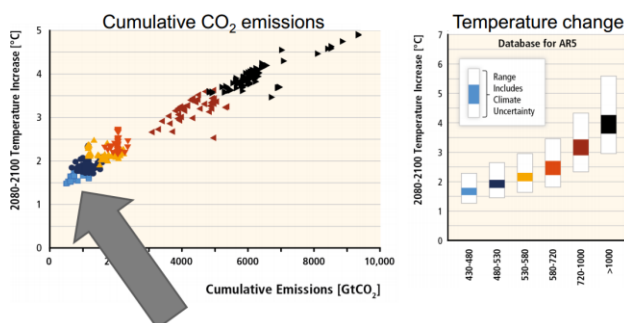 Cumulative CO₂ emissions
2080-2100 Temperature Increase [°C]
5
4
3
2
1
0
0
2000
4000
6000
8000
10,000
Cumulative Emissions [GtCO₂]
Temperature change
Database for AR5
2080-2100 Temperature Increase [°C]
7
6
5
4
3
2
1
0
Range
Includes
Climate
Uncertainty
430-480
480-530
530-580
580-720
720-1000
>1000